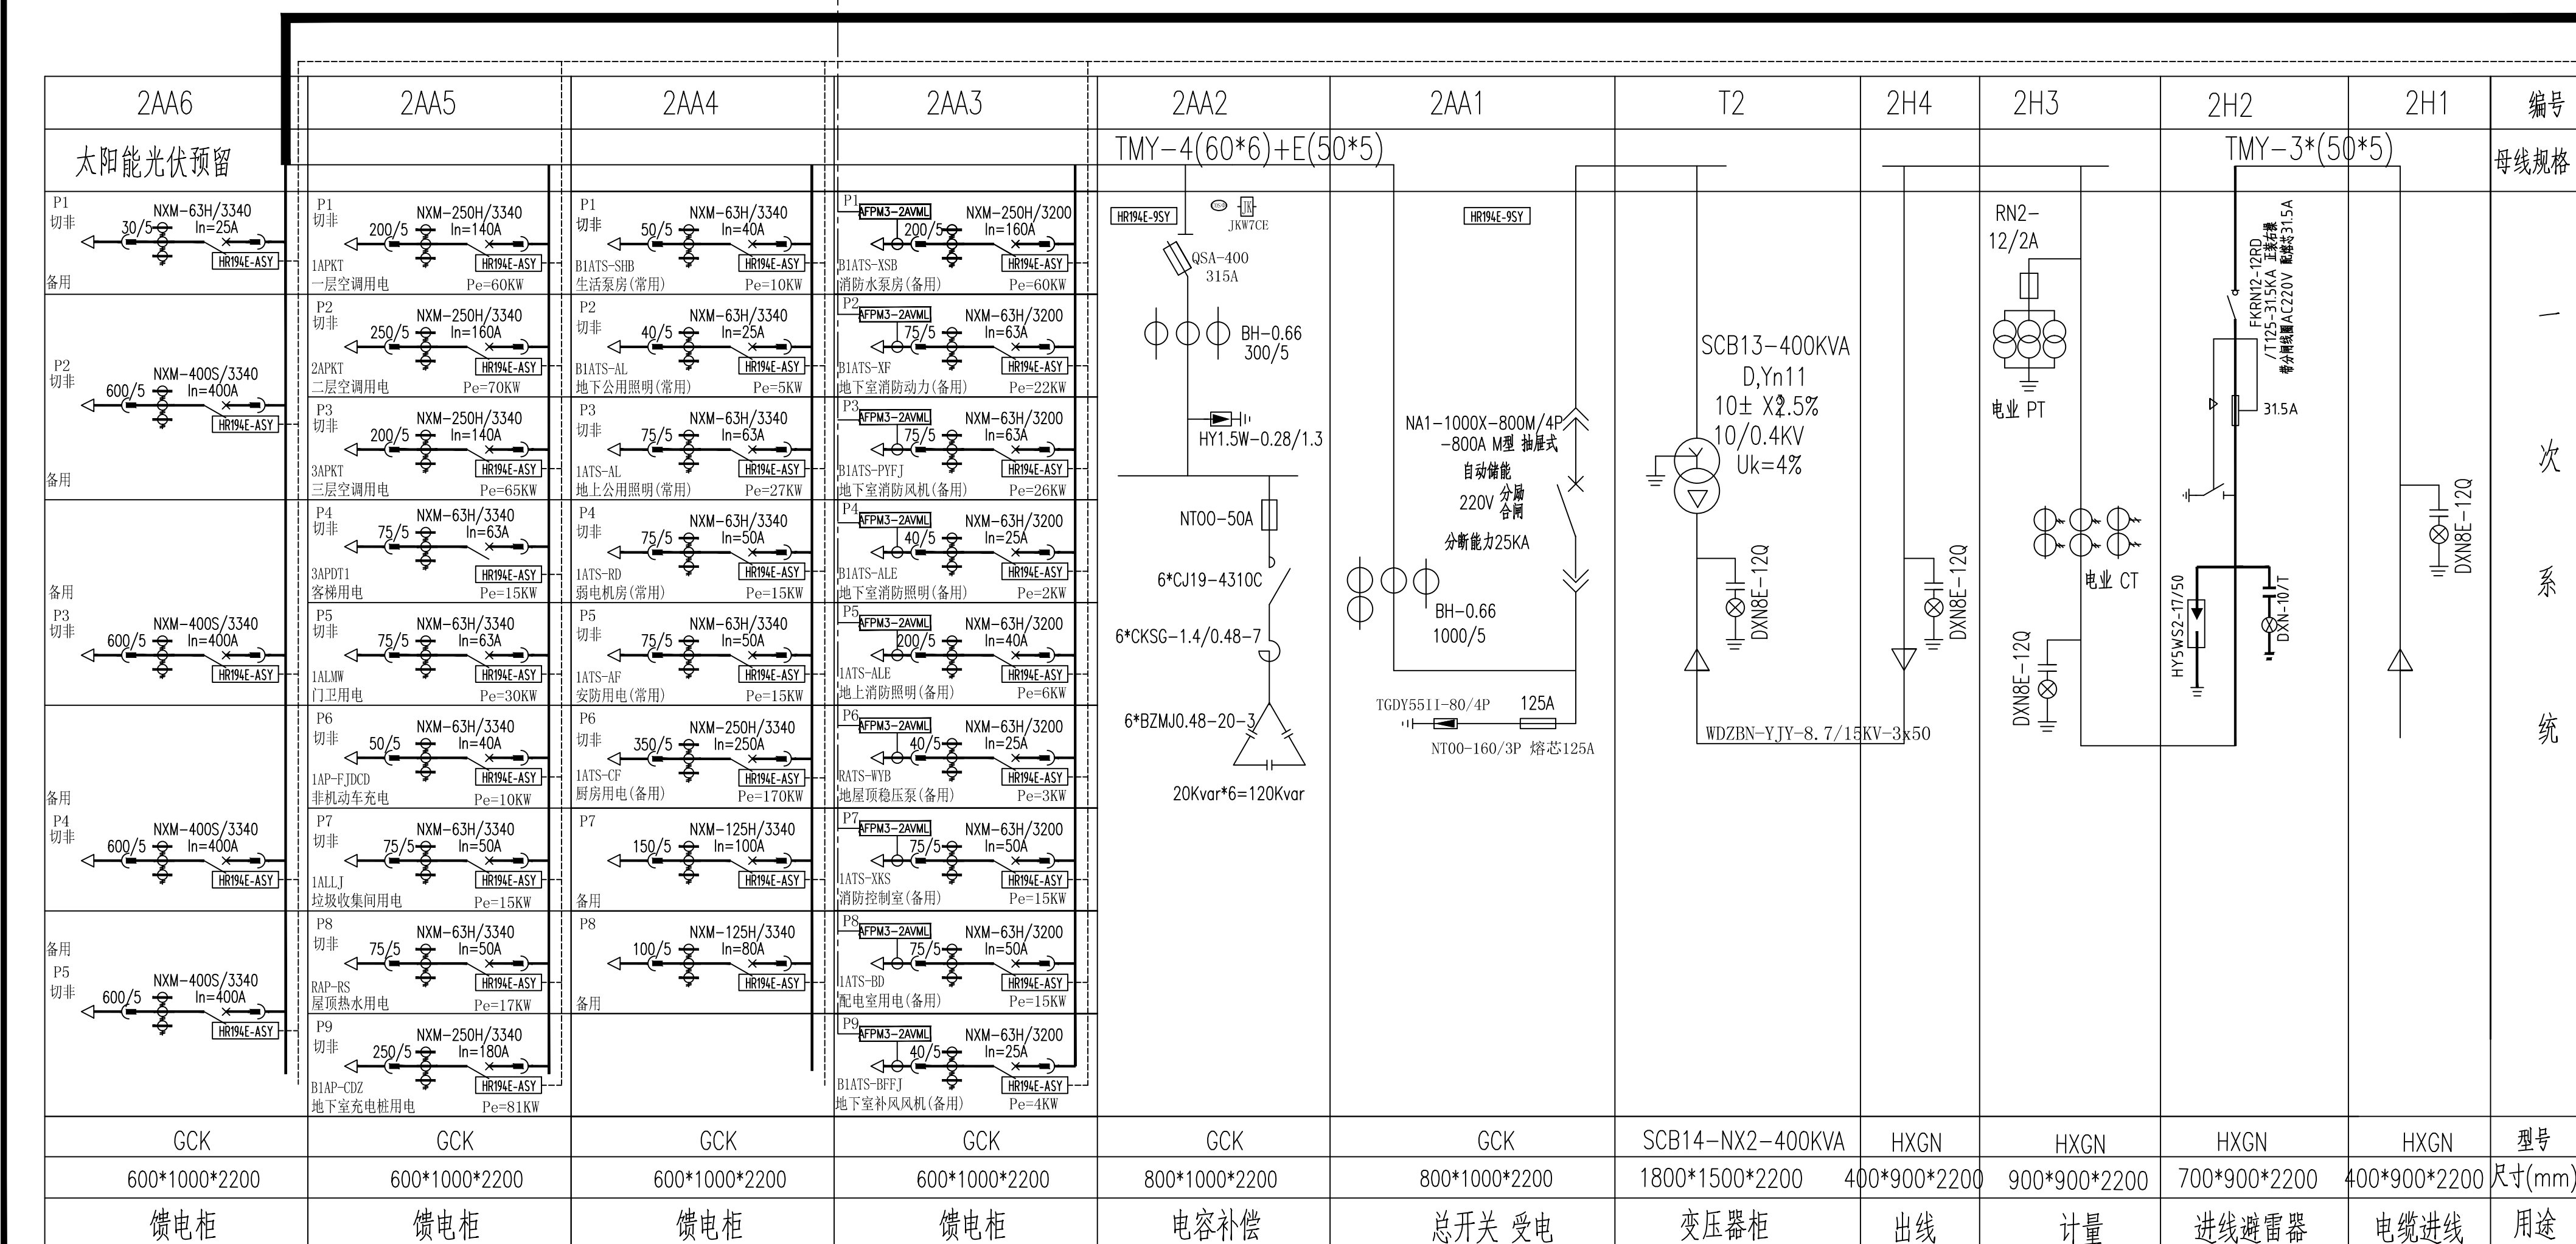 2AA6 2AA5 2AA4 2AA3 2AA2 2AA1 T2 2H4 2H3 2H2 2H1 编号
太阳能光伏预留 TMY-4(60*6)+E(50*5) TMY-3*(50*5) 母线规格
P1
切非
NXM-63H/3340
30/5 In=25A
HR194E-ASY
备用
P2
切非
NXM-400S/3340
600/5 In=400A
HR194E-ASY
备用
备用
P3
切非
NXM-400S/3340
600/5 In=400A
HR194E-ASY
备用
P4
切非
NXM-400S/3340
600/5 In=400A
HR194E-ASY
备用
P5
切非
NXM-400S/3340
600/5 In=400A
HR194E-ASY
P1
切非
NXM-250H/3340
200/5 In=140A
HR194E-ASY
1APKT
一层空调用电 Pe=60KW
P2
切非
NXM-250H/3340
250/5 In=160A
HR194E-ASY
2APKT
二层空调用电 Pe=70KW
P3
切非
NXM-250H/3340
200/5 In=140A
HR194E-ASY
3APKT
三层空调用电 Pe=65KW
P4
切非
NXM-63H/3340
75/5 In=63A
HR194E-ASY
3APDT1
客梯用电 Pe=15KW
P5
切非
NXM-63H/3340
75/5 In=63A
HR194E-ASY
1ALMW
门卫用电 Pe=30KW
P6
切非
NXM-63H/3340
50/5 In=40A
HR194E-ASY
1AP-FJDCD
非机动车充电 Pe=10KW
P7
切非
NXM-63H/3340
75/5 In=50A
HR194E-ASY
1ALLJ
垃圾收集间用电 Pe=15KW
P8
切非
NXM-63H/3340
75/5 In=50A
HR194E-ASY
RAP-RS
屋顶热水用电 Pe=17KW
P9
切非
NXM-250H/3340
250/5 In=180A
HR194E-ASY
B1AP-CDZ
地下室充电桩用电 Pe=81KW
P1
切非
NXM-63H/3340
50/5 In=40A
HR194E-ASY
B1ATS-SHB
生活泵房(常用) Pe=10KW
P2
切非
NXM-63H/3340
40/5 In=25A
HR194E-ASY
B1ATS-AL
地下公用照明(常用) Pe=5KW
P3
切非
NXM-63H/3340
75/5 In=63A
HR194E-ASY
1ATS-AL
地上公用照明(常用) Pe=27KW
P4
切非
NXM-63H/3340
75/5 In=50A
HR194E-ASY
1ATS-RD
弱电机房(常用) Pe=15KW
P5
切非
NXM-63H/3340
75/5 In=50A
HR194E-ASY
1ATS-AF
安防用电(常用) Pe=15KW
P6
切非
NXM-250H/3340
350/5 In=250A
HR194E-ASY
1ATS-CF
厨房用电(备用) Pe=170KW
P7
NXM-125H/3340
150/5 In=100A
HR194E-ASY
备用
P8
NXM-125H/3340
100/5 In=80A
HR194E-ASY
备用
P1
AFPM3-2AVML
NXM-250H/3200
200/5 In=160A
HR194E-ASY
B1ATS-XSB
消防水泵房(备用) Pe=60KW
P2
AFPM3-2AVML
NXM-63H/3200
75/5 In=63A
HR194E-ASY
B1ATS-XF
地下室消防动力(备用) Pe=22KW
P3
AFPM3-2AVML
NXM-63H/3200
75/5 In=63A
HR194E-ASY
B1ATS-PYFJ
地下室消防风机(备用) Pe=26KW
P4
AFPM3-2AVML
NXM-63H/3200
40/5 In=25A
HR194E-ASY
B1ATS-ALE
地下室消防照明(备用) Pe=2KW
P5
AFPM3-2AVML
NXM-63H/3200
200/5 In=40A
HR194E-ASY
1ATS-ALE
地上消防照明(备用) Pe=6KW
P6
AFPM3-2AVML
NXM-63H/3200
40/5 In=25A
HR194E-ASY
RATS-WYB
地屋顶稳压泵(备用) Pe=3KW
P7
AFPM3-2AVML
NXM-63H/3200
75/5 In=50A
HR194E-ASY
1ATS-XKS
消防控制室(备用) Pe=15KW
P8
AFPM3-2AVML
NXM-63H/3200
75/5 In=50A
HR194E-ASY
1ATS-BD
配电室用电(备用) Pe=15KW
P9
AFPM3-2AVML
NXM-63H/3200
40/5 In=25A
HR194E-ASY
B1ATS-BFFJ
地下室补风风机(备用) Pe=4KW
HR194E-9SY
JK
JKW7CE
QSA-400
315A
BH-0.66
300/5
HY1.5W-0.28/1.3
NT00-50A
6*CJ19-4310C
6*CKSG-1.4/0.48-7
6*BZMJ0.48-20-3
20Kvar*6=120Kvar
HR194E-9SY
NA1-1000X-800M/4P
-800A M型 抽屉式
自动储能
220V 分励
合闸
分断能力25KA
BH-0.66
1000/5
TGDY55II-80/4P 125A
NT00-160/3P 熔芯125A
SCB13-400KVA
D,Yn11
10± X2.5%
10/0.4KV
Uk=4%
DXN8E-12Q
WDZBN-YJY-8.7/15KV-3x50
DXN8E-12Q
RN2-
12/2A
电业 PT
电业 CT
DXN8E-12Q
FKRN12-12RD
/T125-31.5KA 正装右操
带分闸线圈AC220V 配熔芯31.5A
31.5A
HY5WS2-17/50
DXN-10/T
DXN8E-12Q
一
次
系
统
GCK GCK GCK GCK GCK GCK SCB14-NX2-400KVA HXGN HXGN HXGN HXGN 型号
600*1000*2200 600*1000*2200 600*1000*2200 600*1000*2200 800*1000*2200 800*1000*2200 1800*1500*2200 400*900*2200 900*900*2200 700*900*2200 400*900*2200 尺寸(mm)
馈电柜 馈电柜 馈电柜 馈电柜 电容补偿 总开关 受电 变压器柜 出线 计量 进线避雷器 电缆进线 用途